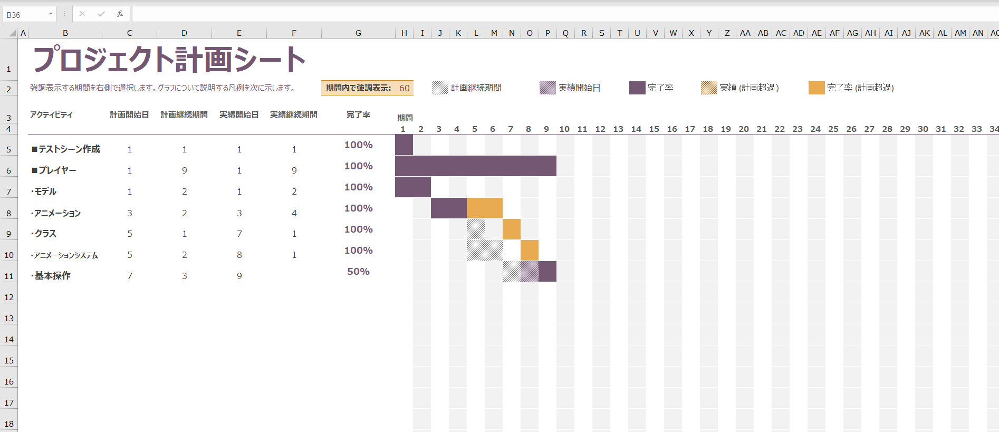 B36
fx
A B C D E F G H I J K L M N O P Q R S T U V W X Y Z AA AB AC AD AE AF AG AH AI AJ AK AL AM AN
1 プロジェクト計画シート
2 強調表示する期間を右側で選択します。グラフについて説明する凡例を次に示します。 期間内で強調表示: 60 計画継続期間 実績開始日 完了率 実績 (計画超過) 完了率 (計画超過)
3 アクティビティ 計画開始日 計画継続期間 実績開始日 実績継続期間 完了率 期間
4 1 2 3 4 5 6 7 8 9 10 11 12 13 14 15 16 17 18 19 20 21 22 23 24 25 26 27 28 29 30 31 32 33 34
5 ■テストシーン作成 1 1 1 1 100%
6 ■プレイヤー 1 9 1 9 100%
7 ・モデル 1 2 1 2 100%
8 ・アニメーション 3 2 3 4 100%
9 ・クラス 5 1 7 1 100%
10 ・アニメーションシステム 5 2 8 1 100%
11 ・基本操作 7 3 9 50%
12
13
14
15
16
17
18